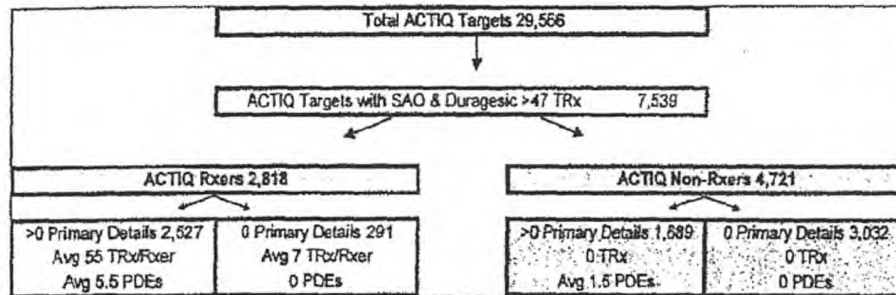 Total ACTIQ Targets 29,566
ACTIQ Targets with SAO & Duragesic >47 TRx 7,539
ACTIQ Rxers 2,818
ACTIQ Non-Rxers 4,721
>0 Primary Details 2,527
Avg 55 TRx/Rxer
Avg 5.5 PDEs
0 Primary Details 291
Avg 7 TRx/Rxer
0 PDEs
>0 Primary Details 1,689
0 TRx
Avg 1.5 PDEs
0 Primary Details 3,032
0 TRx
0 PDEs